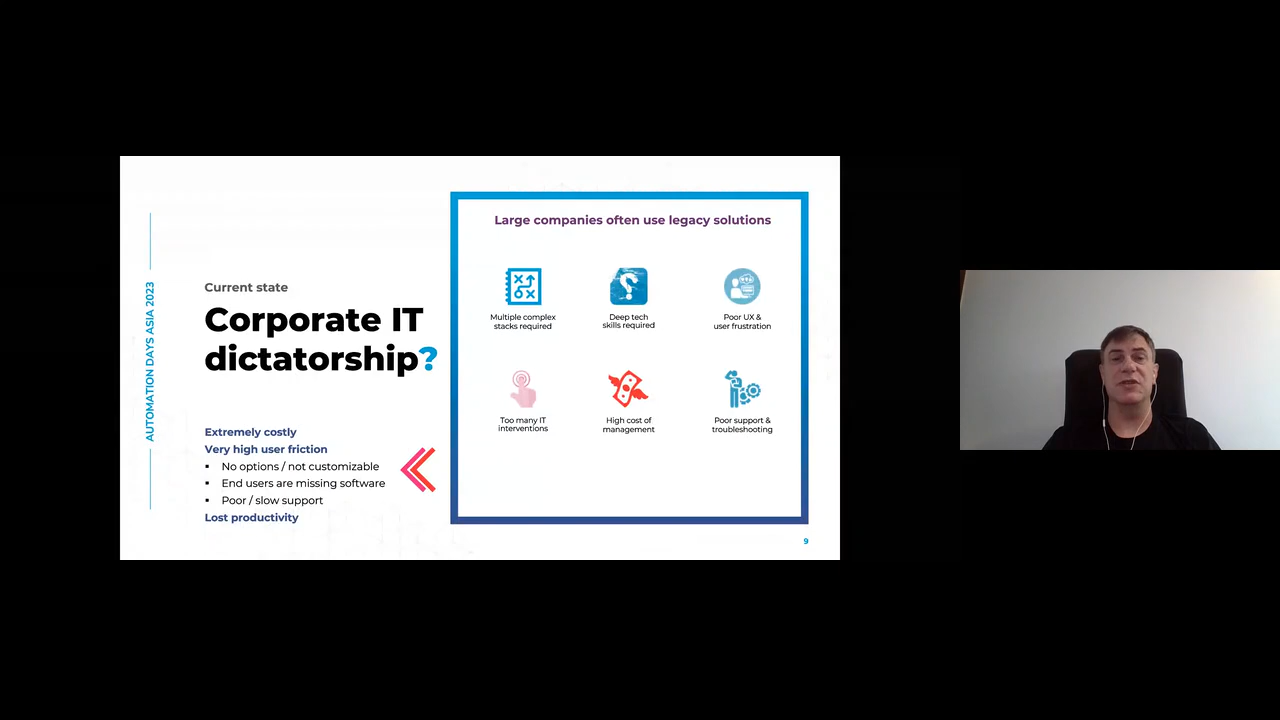 AUTOMATION DAYS ASIA 2023
Current state
Corporate IT
dictatorship?
Extremely costly
Very high user friction
▪ No options / not customizable
▪ End users are missing software
▪ Poor / slow support
Lost productivity
Large companies often use legacy solutions
Multiple complex
stacks required
Deep tech
skills required
Poor UX &
user frustration
Too many IT
interventions
High cost of
management
Poor support &
troubleshooting
9